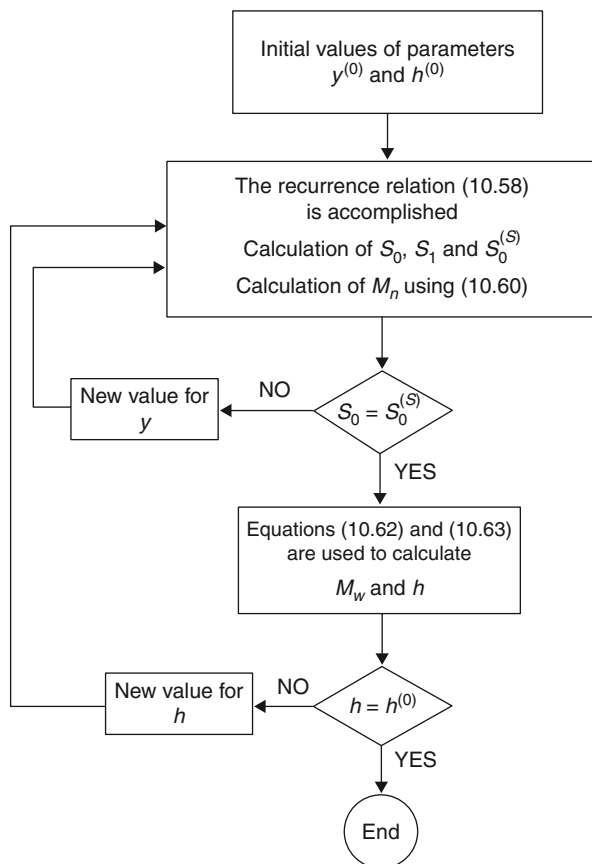 Initial values of parameters
y⁽⁰⁾ and h⁽⁰⁾
The recurrence relation (10.58)
is accomplished
Calculation of S₀, S₁ and S₀⁽ˢ⁾
Calculation of Mₙ using (10.60)
NO
New value for
y
S₀ = S₀⁽ˢ⁾
YES
Equations (10.62) and (10.63)
are used to calculate
M_w and h
NO
New value for
h
h = h⁽⁰⁾
YES
End